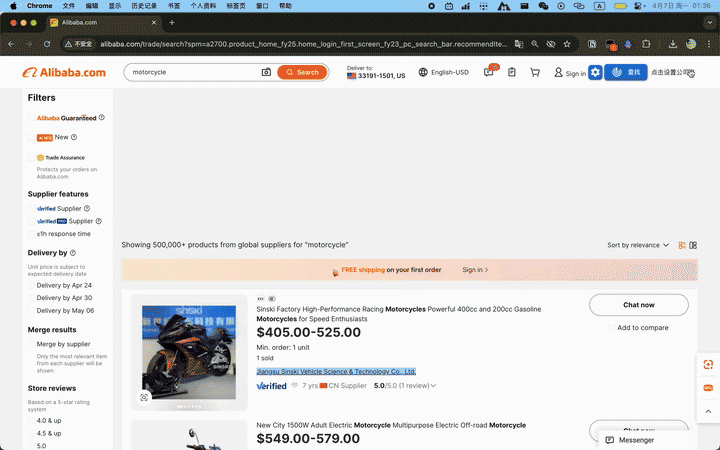 Chrome 文件 编辑 显示 历史记录 书签 个人资料 标签页 窗口 帮助
A
4月7日 周一 01:36
Alibaba.com
不安全
alibaba.com/trade/search?spm=a2700.product_home_fy25.home_login_first_screen_fy23_pc_search_bar.recommendIte...
Alibaba.com
motorcycle
Search
Deliver to:
33191-1501, US
English-USD
Sign in
查找
点击设置公司
Filters
Alibaba Guaranteed
New
Trade Assurance
Protects your orders on
Alibaba.com
Supplier features
Verified Supplier
Verified PRO Supplier
≤1h response time
Delivery by
Unit price is subject to
expected delivery date
Delivery by Apr 24
Delivery by Apr 30
Delivery by May 06
Merge results
Merge by supplier
Only the most relevant item
from each supplier will be
shown
Store reviews
Based on a 5-star rating
system
4.0 & up
4.5 & up
5.0
Showing 500,000+ products from global suppliers for "motorcycle"
Sort by relevance
FREE shipping on your first order
Sign in
SINSKI
Sinski Factory High-Performance Racing Motorcycles Powerful 400cc and 200cc Gasoline
Motorcycles for Speed Enthusiasts
$405.00-525.00
Min. order: 1 unit
1 sold
Jiangsu Sinski Vehicle Science & Technology Co., Ltd.
Verified
7 yrs CN Supplier
5.0/5.0 (1 review)
Chat now
Add to compare
New City 1500W Adult Electric Motorcycle Multipurpose Electric Off-road Motorcycle
$549.00-579.00
Chat now
Messenger